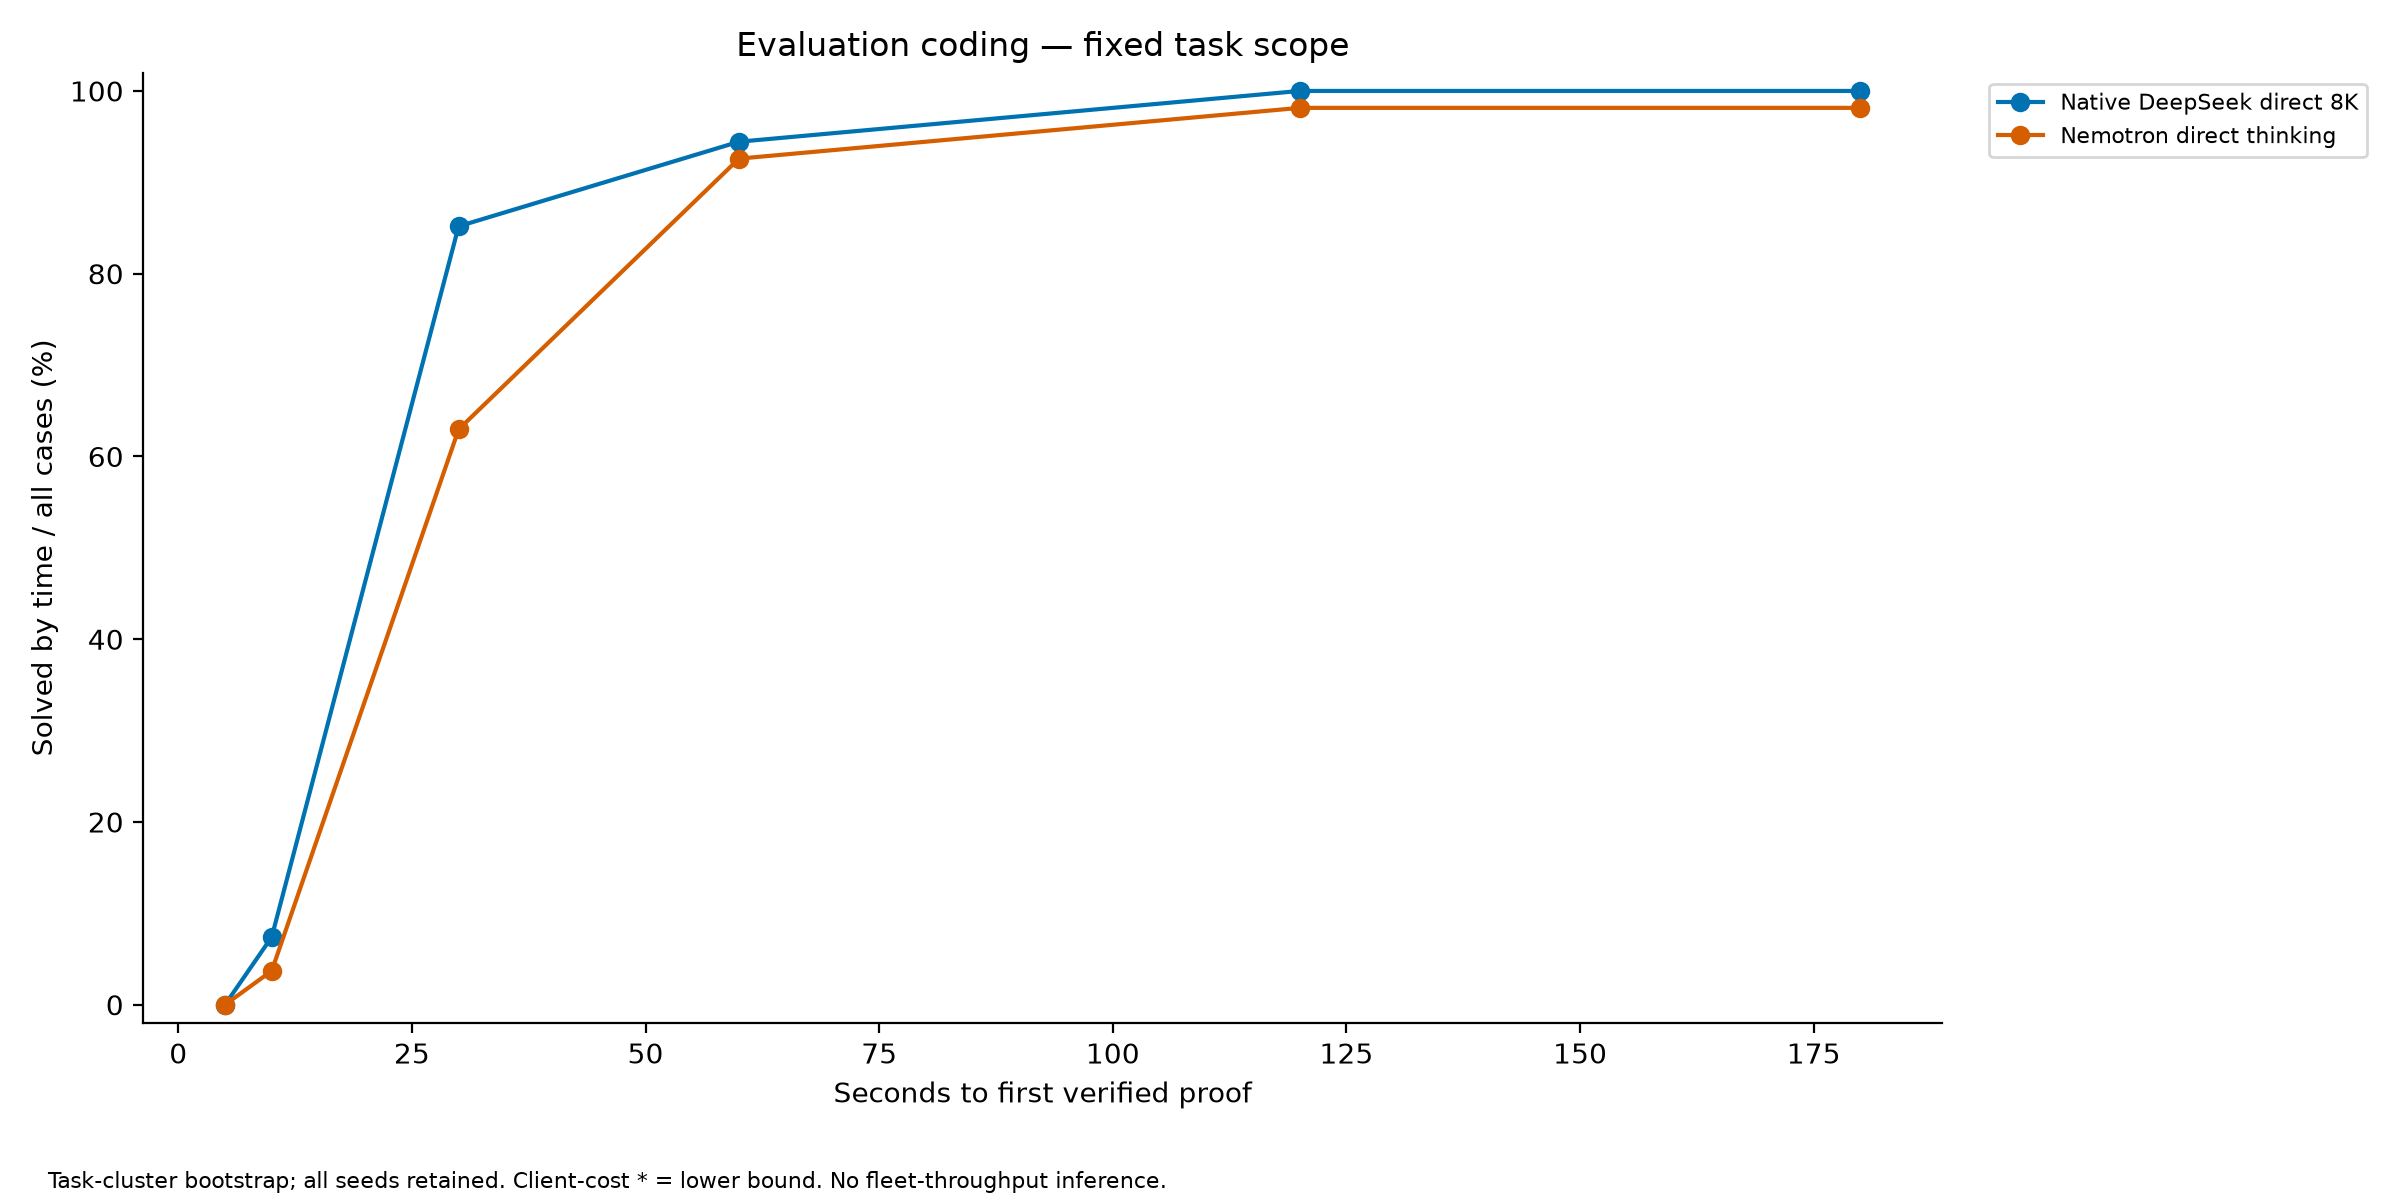 Evaluation coding — fixed task scope
Native DeepSeek direct 8K
Nemotron direct thinking
Solved by time / all cases (%)
100
80
60
40
20
0
0 25 50 75 100 125 150 175
Seconds to first verified proof
Task-cluster bootstrap; all seeds retained. Client-cost * = lower bound. No fleet-throughput inference.